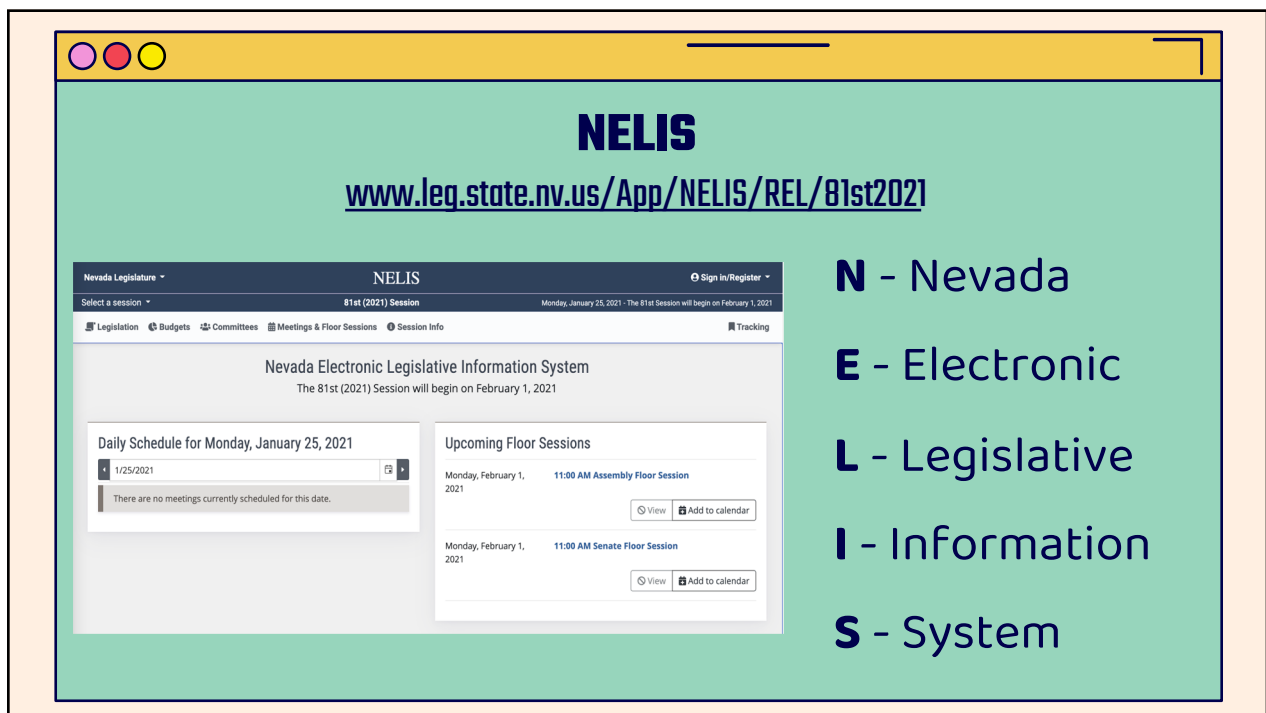 NELIS
www.leg.state.nv.us/App/NELIS/REL/81st2021
Nevada Legislature
NELIS
Sign in/Register
Select a session
81st (2021) Session
Monday, January 25, 2021 - The 81st Session will begin on February 1, 2021
Legislation Budgets Committees Meetings & Floor Sessions Session Info
Tracking
Nevada Electronic Legislative Information System
The 81st (2021) Session will begin on February 1, 2021
Daily Schedule for Monday, January 25, 2021
1/25/2021
There are no meetings currently scheduled for this date.
Upcoming Floor Sessions
Monday, February 1,
2021
11:00 AM Assembly Floor Session
View
Add to calendar
Monday, February 1,
2021
11:00 AM Senate Floor Session
View
Add to calendar
N - Nevada
E - Electronic
L - Legislative
I - Information
S - System